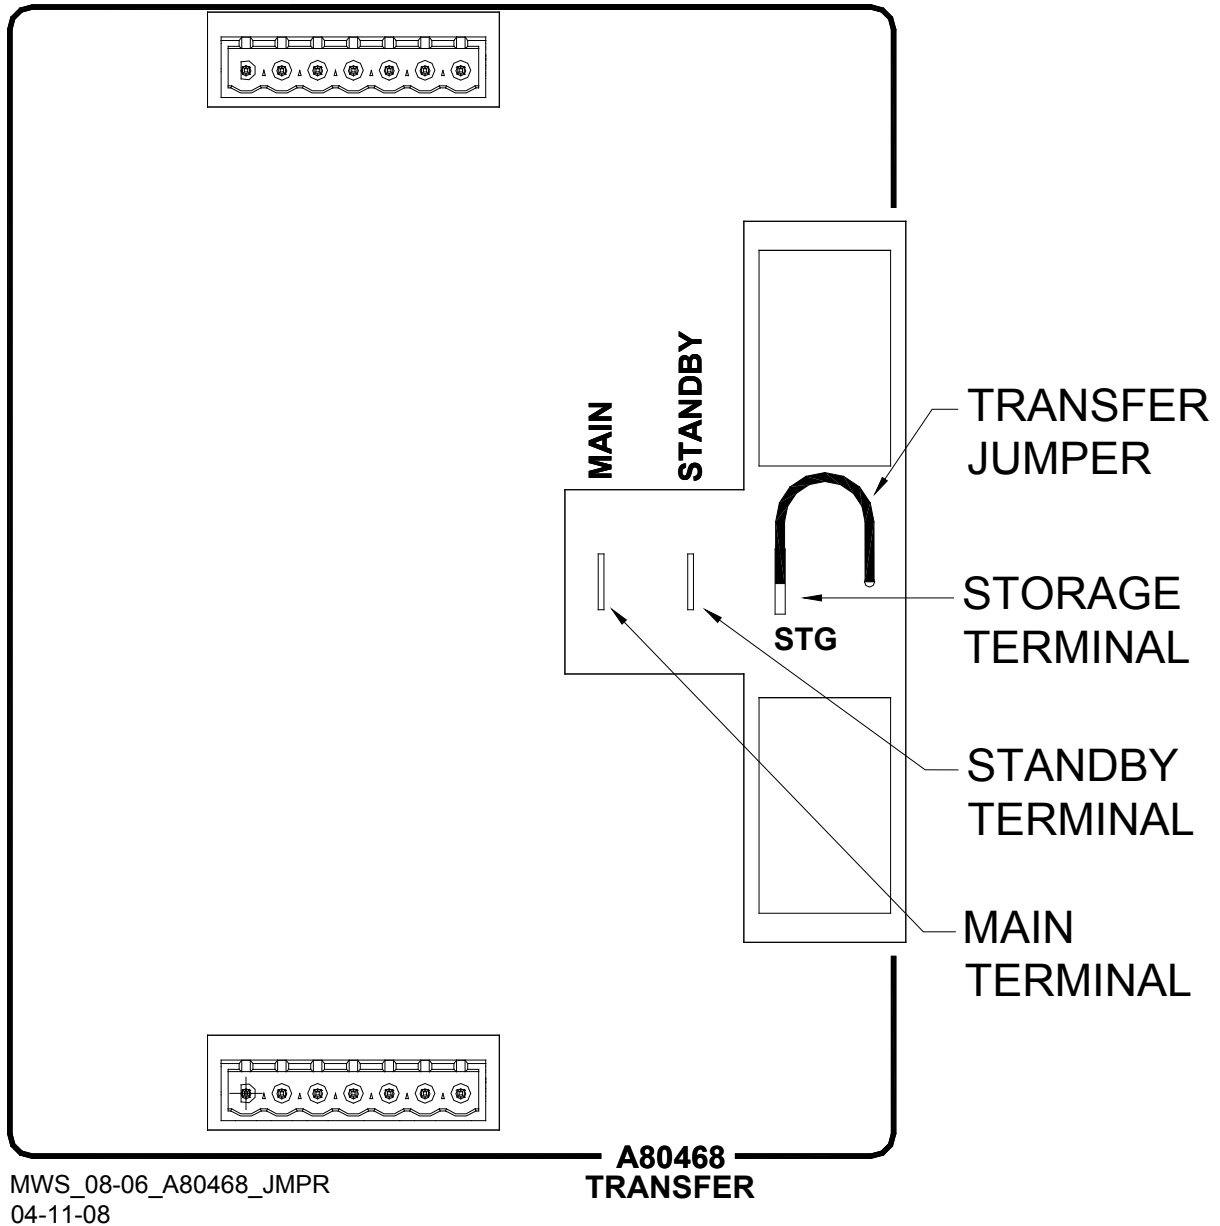 MAIN
STANDBY
TRANSFER
JUMPER
STORAGE
TERMINAL
STG
STANDBY
TERMINAL
MAIN
TERMINAL
A80468
TRANSFER
MWS_08-06_A80468_JMPR
04-11-08